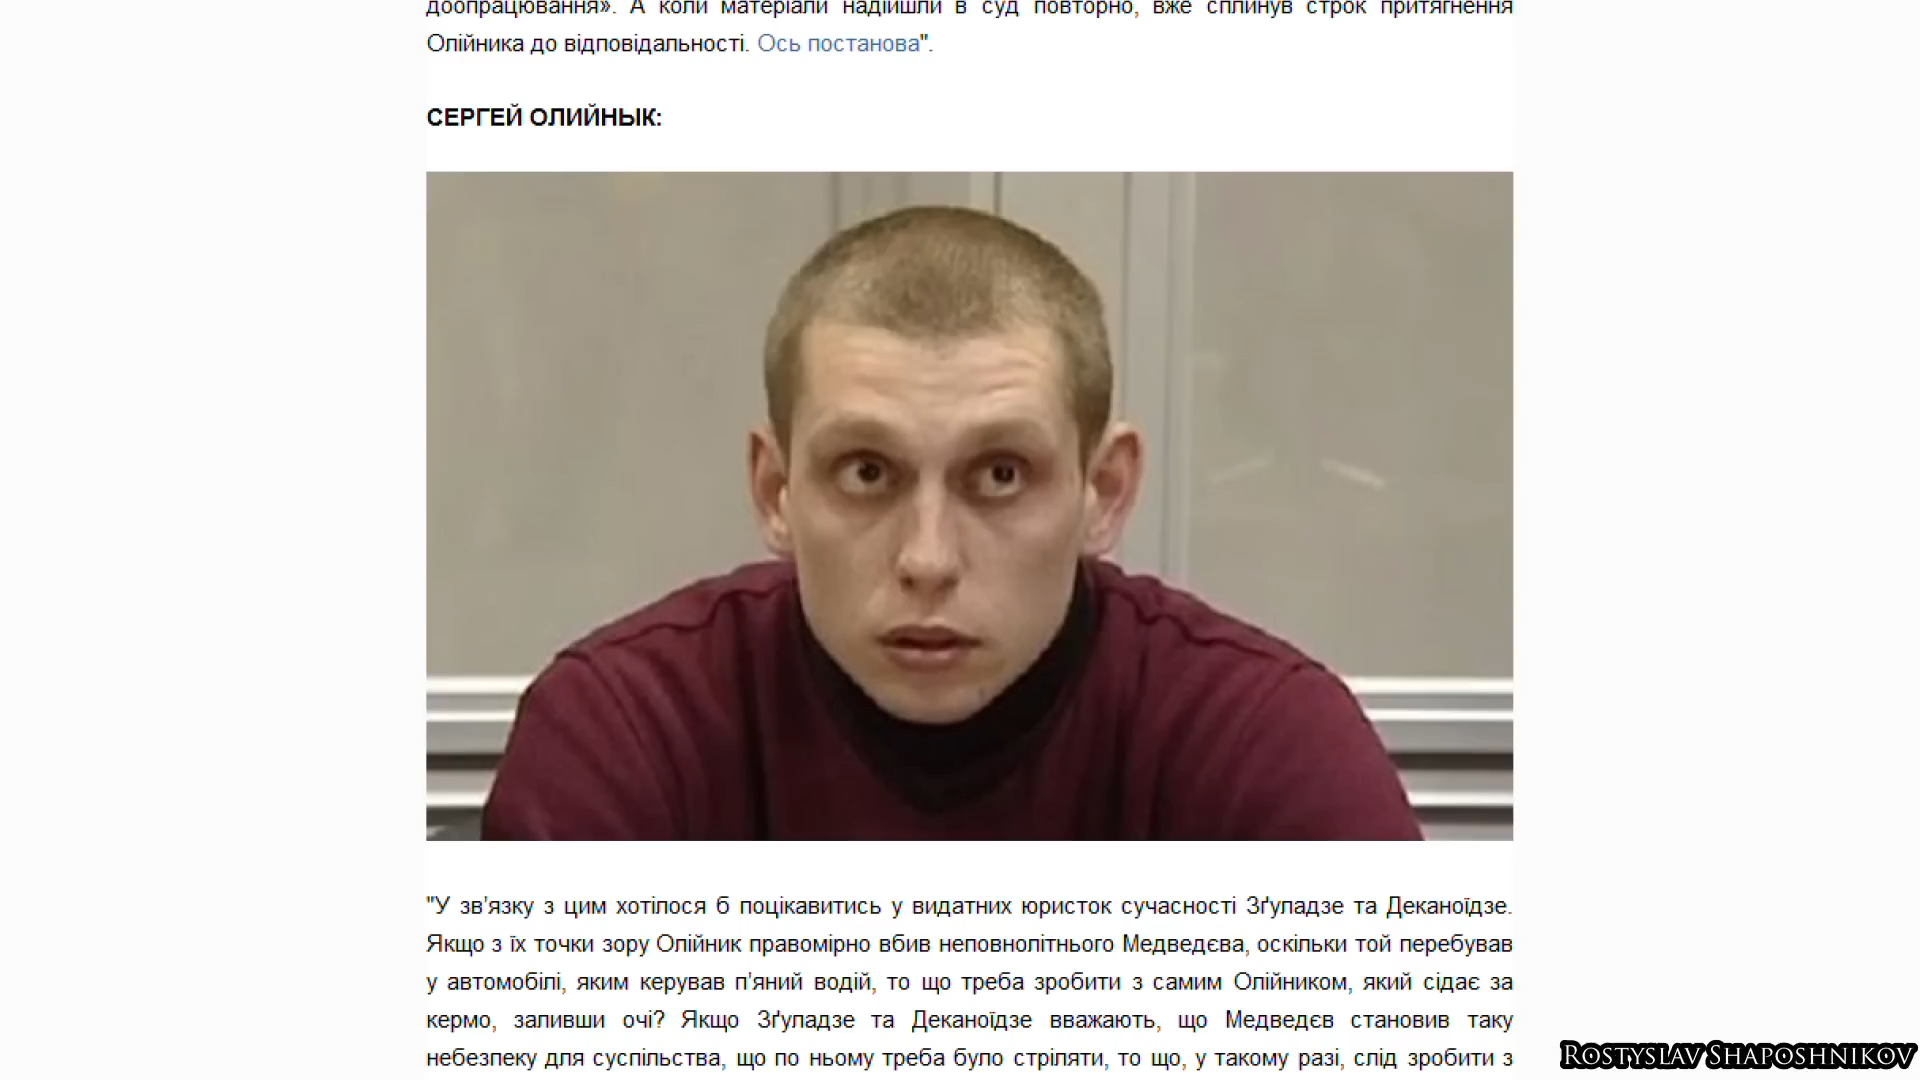 доопрацювання». А коли матеріали надійшли в суд повторно, вже сплинув строк притягнення
Олійника до відповідальності. Ось постанова".
СЕРГЕЙ ОЛИЙНЫК:
"У зв'язку з цим хотілося б поцікавитись у видатних юристок сучасності Зґуладзе та Деканоїдзе.
Якщо з їх точки зору Олійник правомірно вбив неповнолітнього Медведєва, оскільки той перебував
у автомобілі, яким керував п'яний водій, то що треба зробити з самим Олійником, який сідає за
кермо, заливши очі? Якщо Зґуладзе та Деканоїдзе вважають, що Медведєв становив таку
небезпеку для суспільства, що по ньому треба було стріляти, то що, у такому разі, слід зробити з
ROSTYSLAV SHAPOSHNIKOV